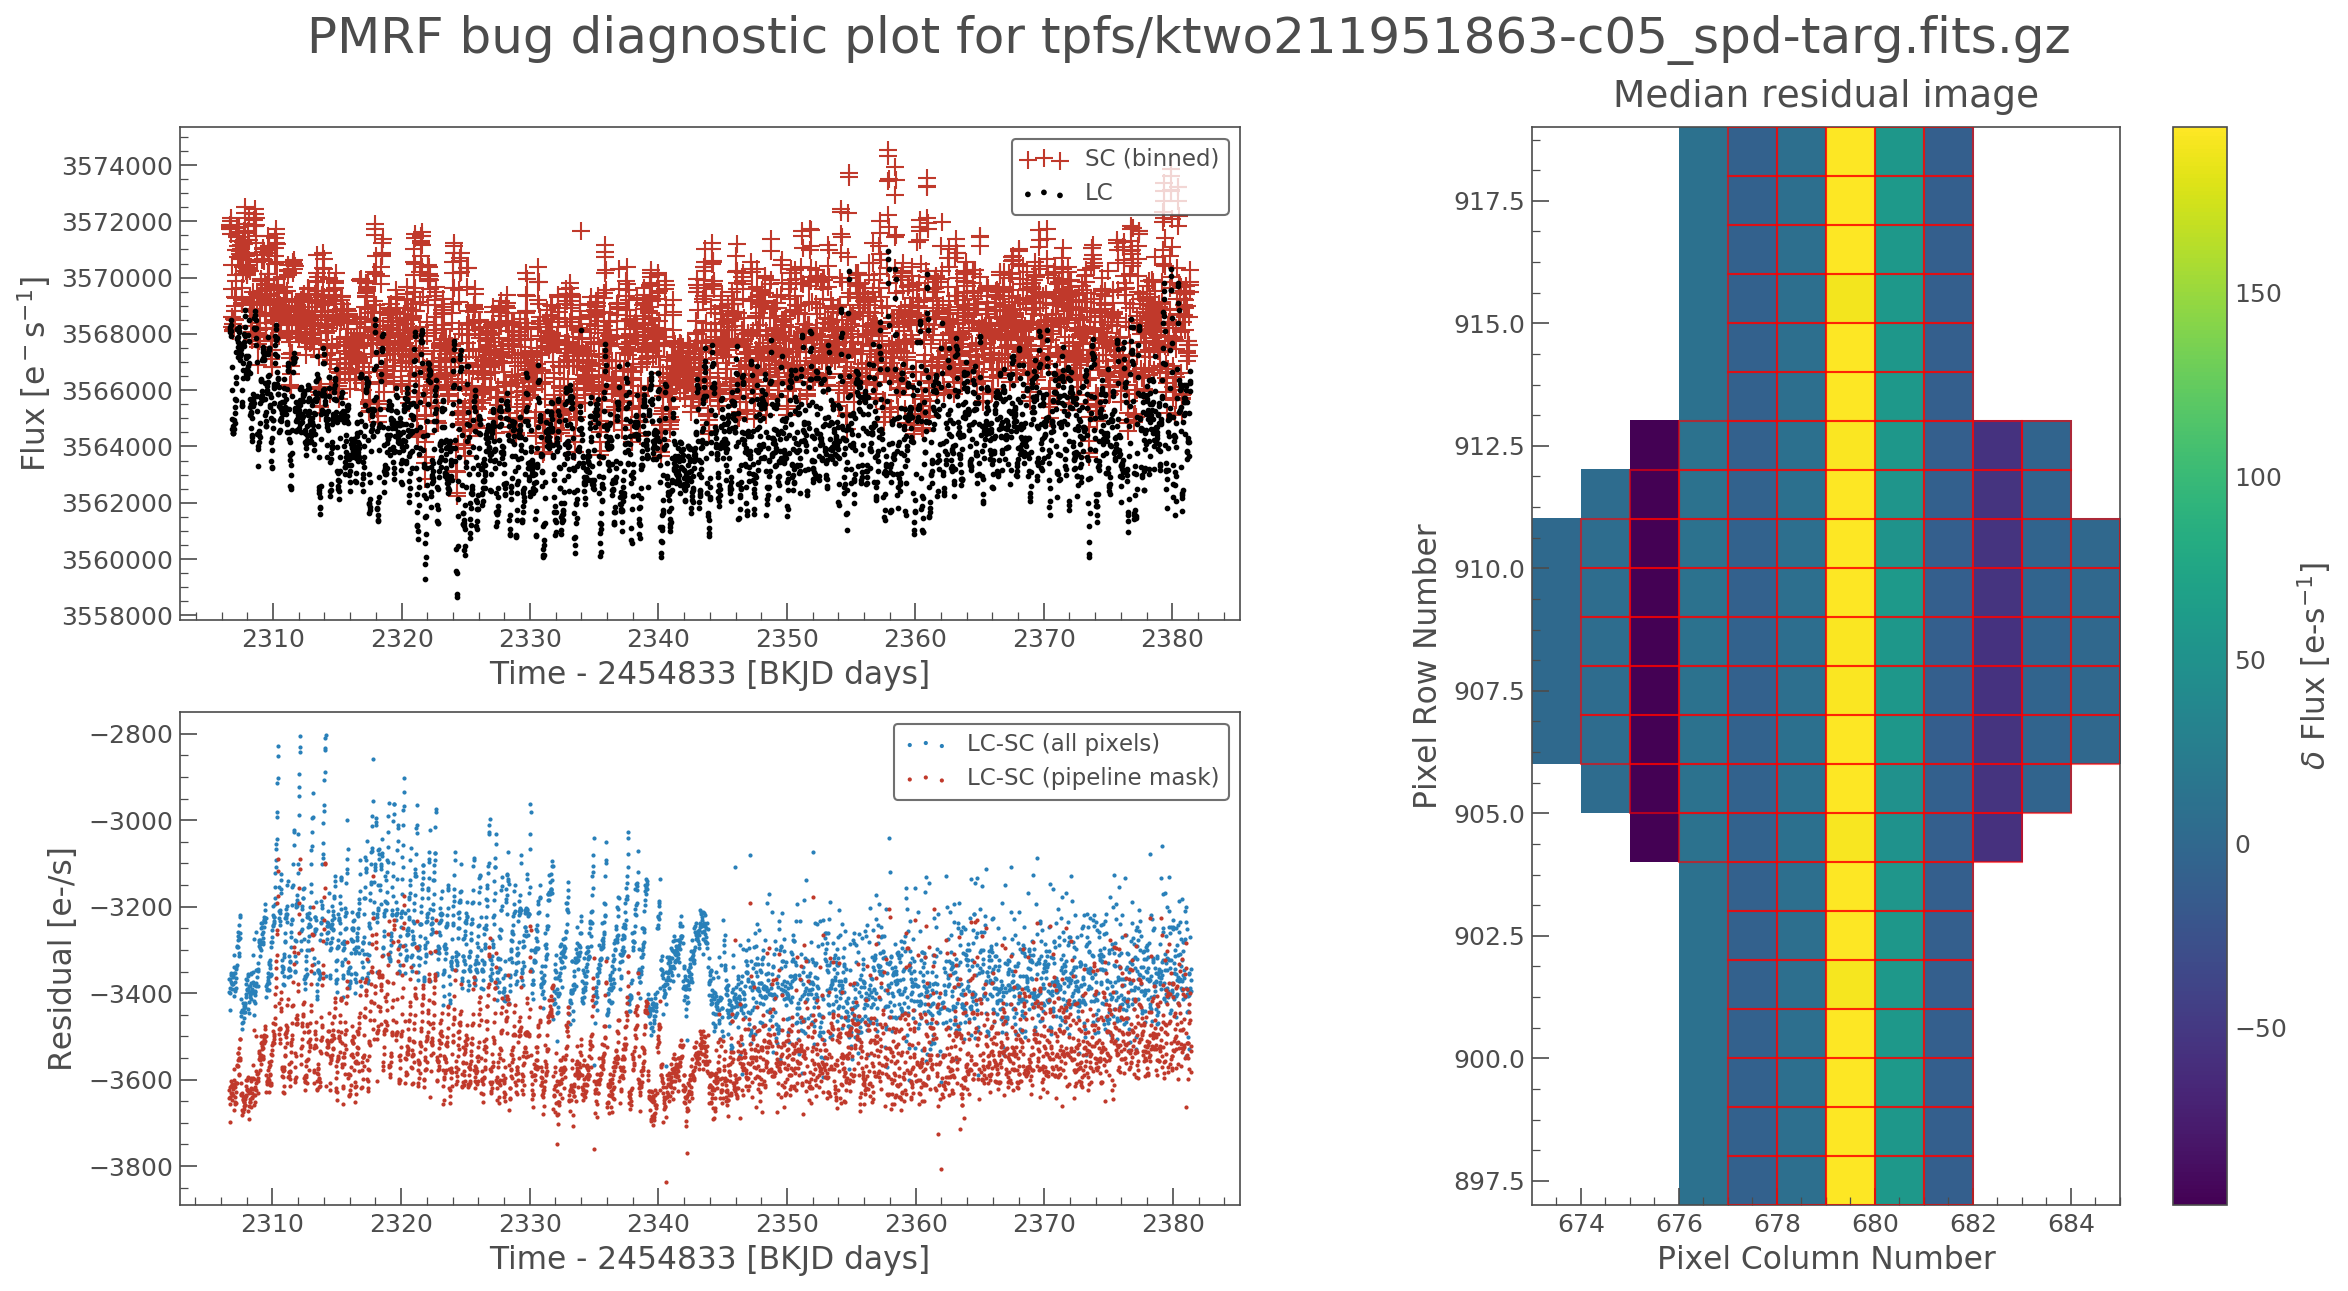 PMRF bug diagnostic plot for tpfs/ktwo211951863-c05_spd-targ.fits.gz
3574000
3572000
3570000
3568000
3566000
3564000
3562000
3560000
3558000
Flux [e⁻ s⁻¹]
SC (binned)
LC
2310 2320 2330 2340 2350 2360 2370 2380
Time - 2454833 [BKJD days]
−2800
−3000
−3200
−3400
−3600
−3800
Residual [e-/s]
LC-SC (all pixels)
LC-SC (pipeline mask)
2310 2320 2330 2340 2350 2360 2370 2380
Time - 2454833 [BKJD days]
Median residual image
917.5
915.0
912.5
910.0
907.5
905.0
902.5
900.0
897.5
Pixel Row Number
674 676 678 680 682 684
Pixel Column Number
150
100
50
0
−50
δ Flux [e-s⁻¹]